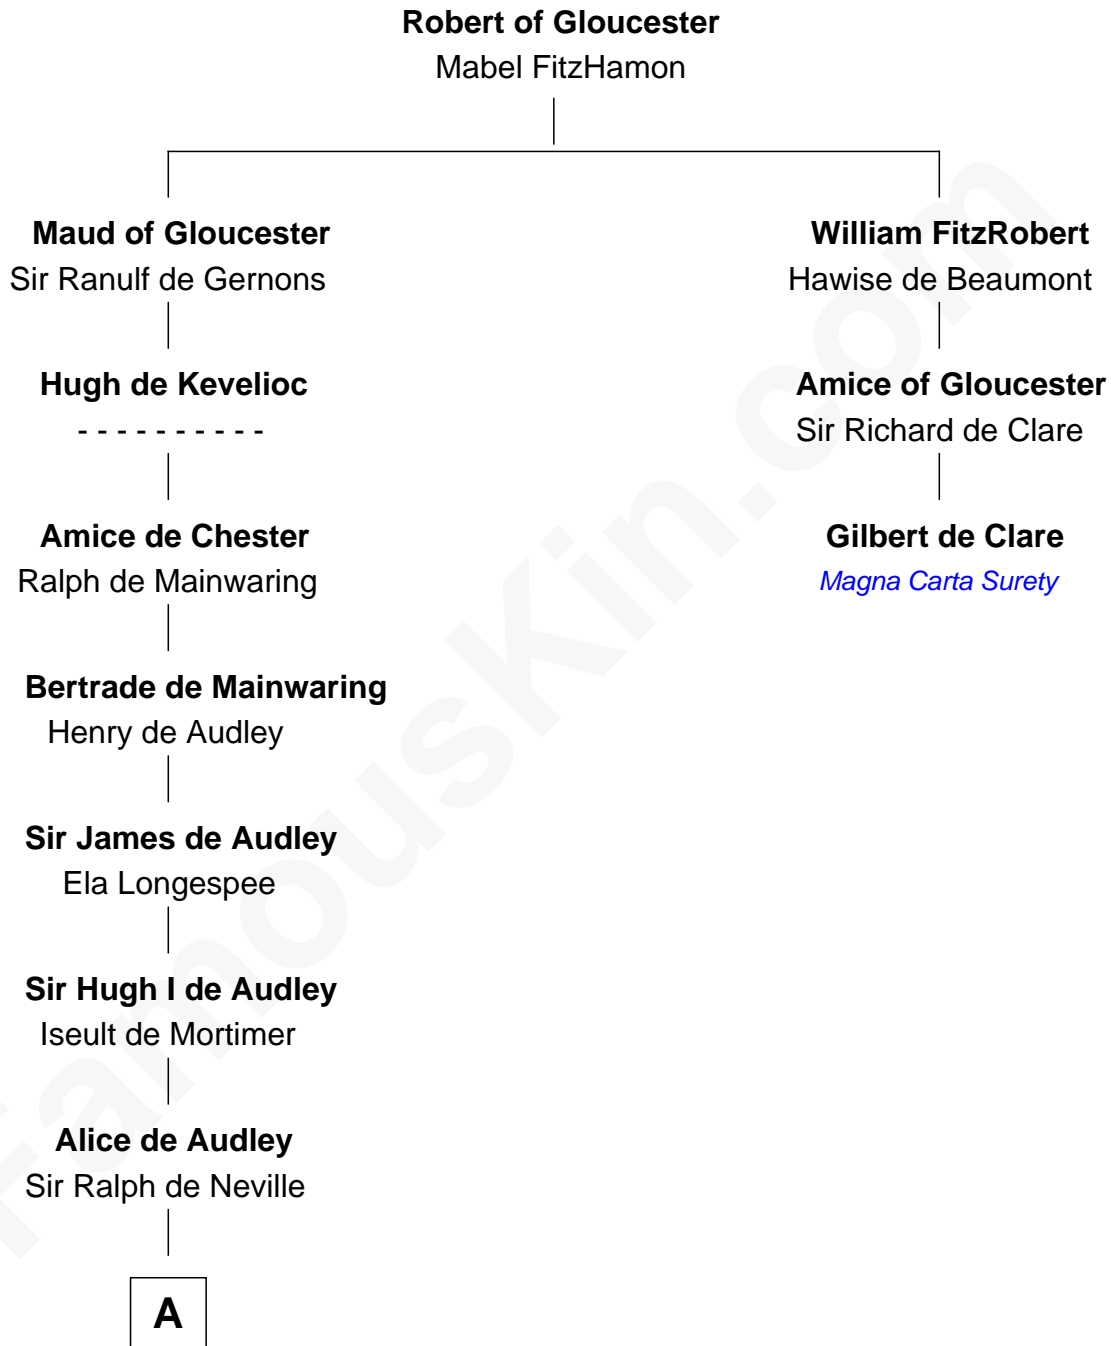 Robert of Gloucester
Mabel FitzHamon
Maud of Gloucester
Sir Ranulf de Gernons
William FitzRobert
Hawise de Beaumont
Hugh de Kevelioc
- - - - - - - - - -
Amice of Gloucester
Sir Richard de Clare
Amice de Chester
Ralph de Mainwaring
Gilbert de Clare
Magna Carta Surety
Bertrade de Mainwaring
Henry de Audley
Sir James de Audley
Ela Longespee
Sir Hugh I de Audley
Iseult de Mortimer
Alice de Audley
Sir Ralph de Neville
A
FamousKin.com